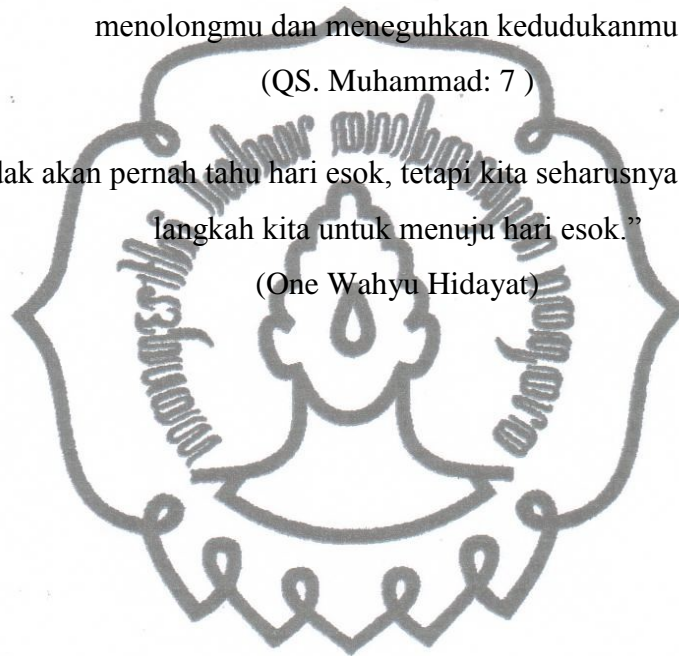 menolongmu dan meneguhkan kedudukanmu
(QS. Muhammad: 7 )
dak akan pernah tahu hari esok, tetapi kita seharusnya
langkah kita untuk menuju hari esok.”
(One Wahyu Hidayat)